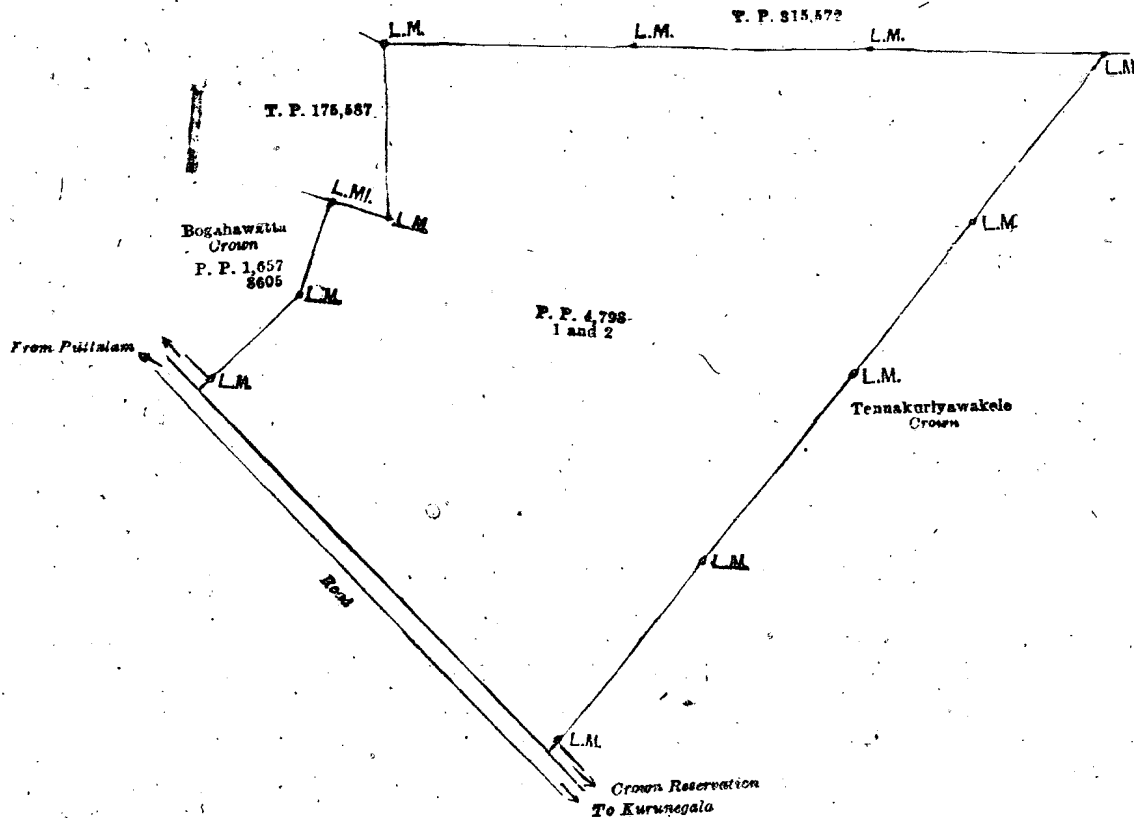 T. P. 315,572
L.M.
L.M.
L.M.
L.M
T. P. 175,587
L.M.
L.M
L.M.
Bogahawatta
Crown
P. P. 1,657
3605
L.M.
P. P. 4,798
1 and 2
From Puttalam
L.M.
L.M.
Tennakuriyawakele
Crown
L.M.
Road
L.M.
Crown Reservation
To Kurunegala